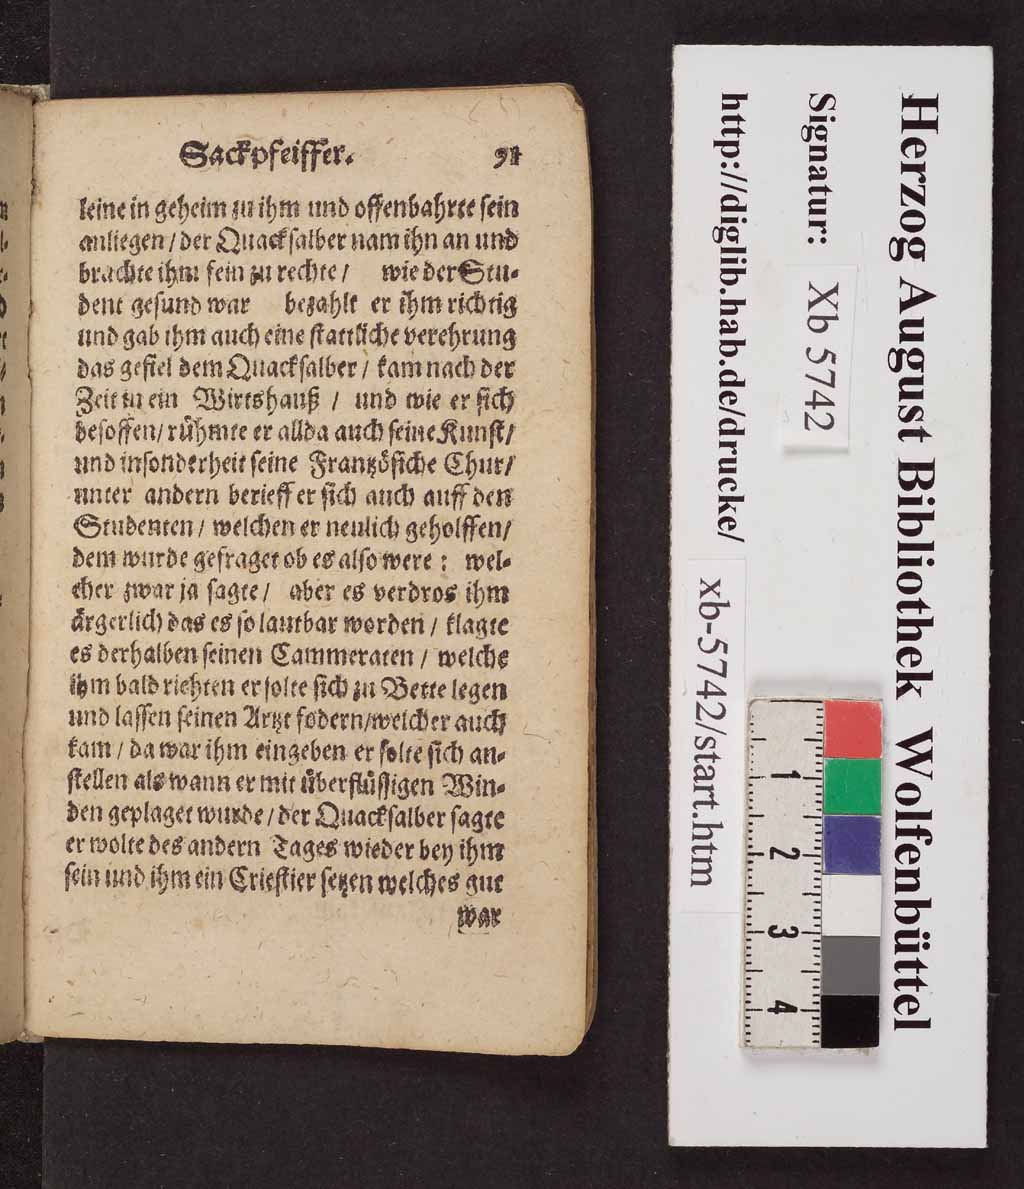 Sackpfeiffer. 91
leine in geheim zu ihm und offenbahrte sein
anliegen / der Quacksalber nam ihn an und
brachte ihm fein zu rechte / wie der Stu-
dent gesund war bezahlt er ihm richtig
und gab ihm auch eine stattliche verehrung
das gefiel dem Quacksalber / kam nach der
Zeit in ein Wirtshauß / und wie er sich
besoffen / rühmte er allda auch seine Kunst /
und insonderheit seine Frantzösiche Chur /
unter andern berieff er sich auch auff den
Studenten / welchen er neulich geholffen /
dem wurde gefraget ob es also were : wel-
cher zwar ja sagte / aber es verdros ihm
ärgerlich das es so lautbar worden / klagte
es derhalben seinen Cammeraten / welche
ihm bald riehten er solte sich zu Bette legen
und lassen seinen Artzt fodern / welcher auch
kam / da war ihm eingeben er solte sich an-
stellen als wann er mit überflüssigen Win-
den geplaget wurde / der Quacksalber sagte
er wolte des andern Tages wieder bey ihm
sein und ihm ein Criestier setzen welches gut
war
Herzog August Bibliothek Wolfenbüttel
Signatur: Xb 5742
http://diglib.hab.de/drucke/ xb-5742/start.htm
1
2
3
4